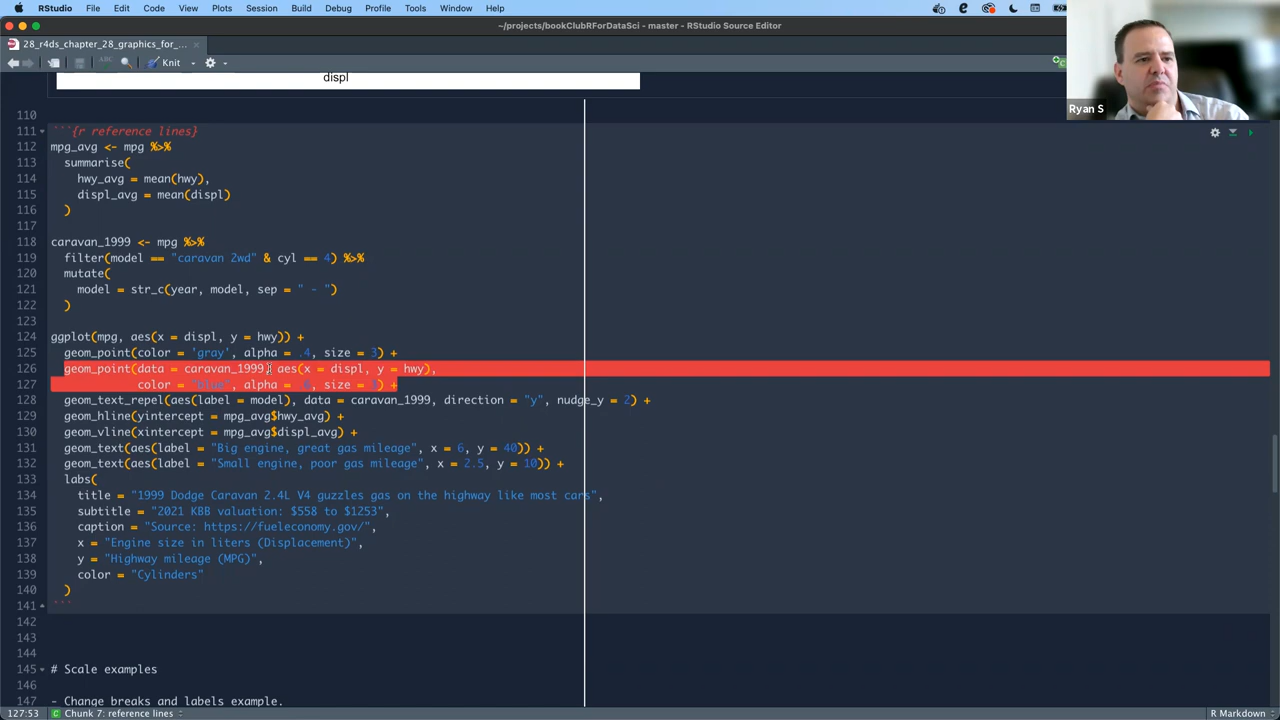 RStudio File Edit Code View Plots Session Build Debug Profile Tools Window Help
~/projects/bookClubRForDataSci - master - RStudio Source Editor
28_r4ds_chapter_28_graphics_for_...
ABC Knit
Ryan S
displ
110
111 ```{r reference lines}
112 mpg_avg <- mpg %>%
113 summarise(
114 hwy_avg = mean(hwy),
115 displ_avg = mean(displ)
116 )
117
118 caravan_1999 <- mpg %>%
119 filter(model == "caravan 2wd" & cyl == 4) %>%
120 mutate(
121 model = str_c(year, model, sep = " - ")
122 )
123
124 ggplot(mpg, aes(x = displ, y = hwy)) +
125 geom_point(color = 'gray', alpha = .4, size = 3) +
126 geom_point(data = caravan_1999, aes(x = displ, y = hwy),
127 color = "blue", alpha = , size = ) +
128 geom_text_repel(aes(label = model), data = caravan_1999, direction = "y", nudge_y = 2) +
129 geom_hline(yintercept = mpg_avg$hwy_avg) +
130 geom_vline(xintercept = mpg_avg$displ_avg) +
131 geom_text(aes(label = "Big engine, great gas mileage", x = 6, y = 40)) +
132 geom_text(aes(label = "Small engine, poor gas mileage", x = 2.5, y = 10)) +
133 labs(
134 title = "1999 Dodge Caravan 2.4L V4 guzzles gas on the highway like most cars",
135 subtitle = "2021 KBB valuation: $558 to $1253",
136 caption = "Source: https://fueleconomy.gov/",
137 x = "Engine size in liters (Displacement)",
138 y = "Highway mileage (MPG)",
139 color = "Cylinders"
140 )
141 ```
142
143
144
145 # Scale examples
146
147 - Change breaks and labels example.
127:53 Chunk 7: reference lines R Markdown